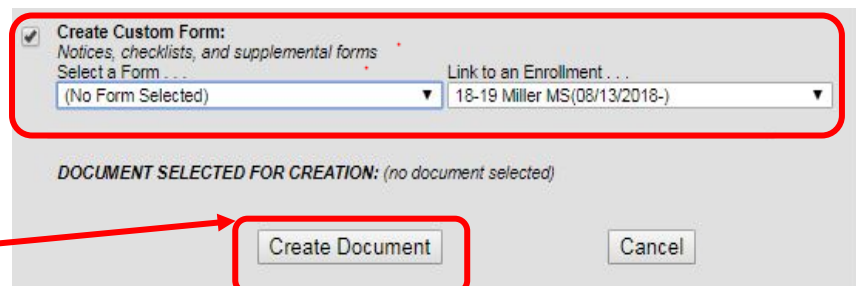 Create Custom Form:
Notices, checklists, and supplemental forms *
Select a Form . . . * Link to an Enrollment . . .
(No Form Selected) 18-19 Miller MS(08/13/2018-)
DOCUMENT SELECTED FOR CREATION: (no document selected)
Create Document Cancel